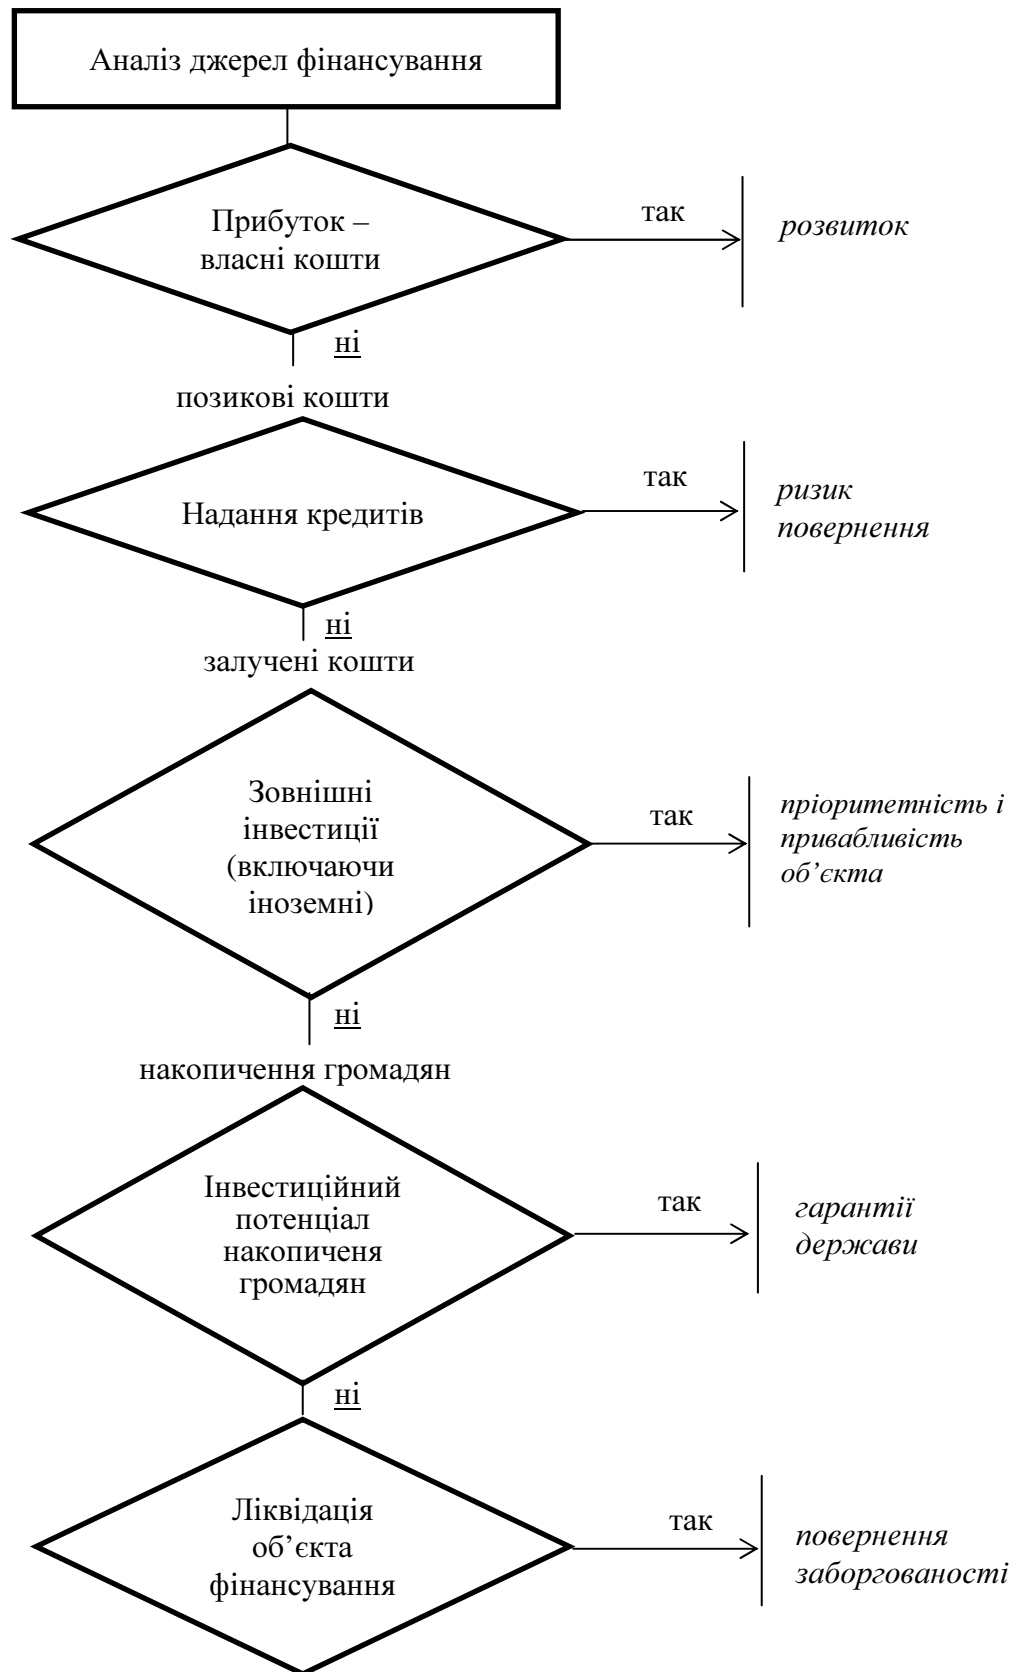 Аналіз джерел фінансування
Прибуток –
власні кошти
так
розвиток
ні
позикові кошти
Надання кредитів
так
ризик
повернення
ні
залучені кошти
Зовнішні
інвестиції
(включаючи
іноземні)
так
пріоритетність і
привабливість
об’єкта
ні
накопичення громадян
Інвестиційний
потенціал
накопиченя
громадян
так
гарантії
держави
ні
Ліквідація
об’єкта
фінансування
так
повернення
заборгованості